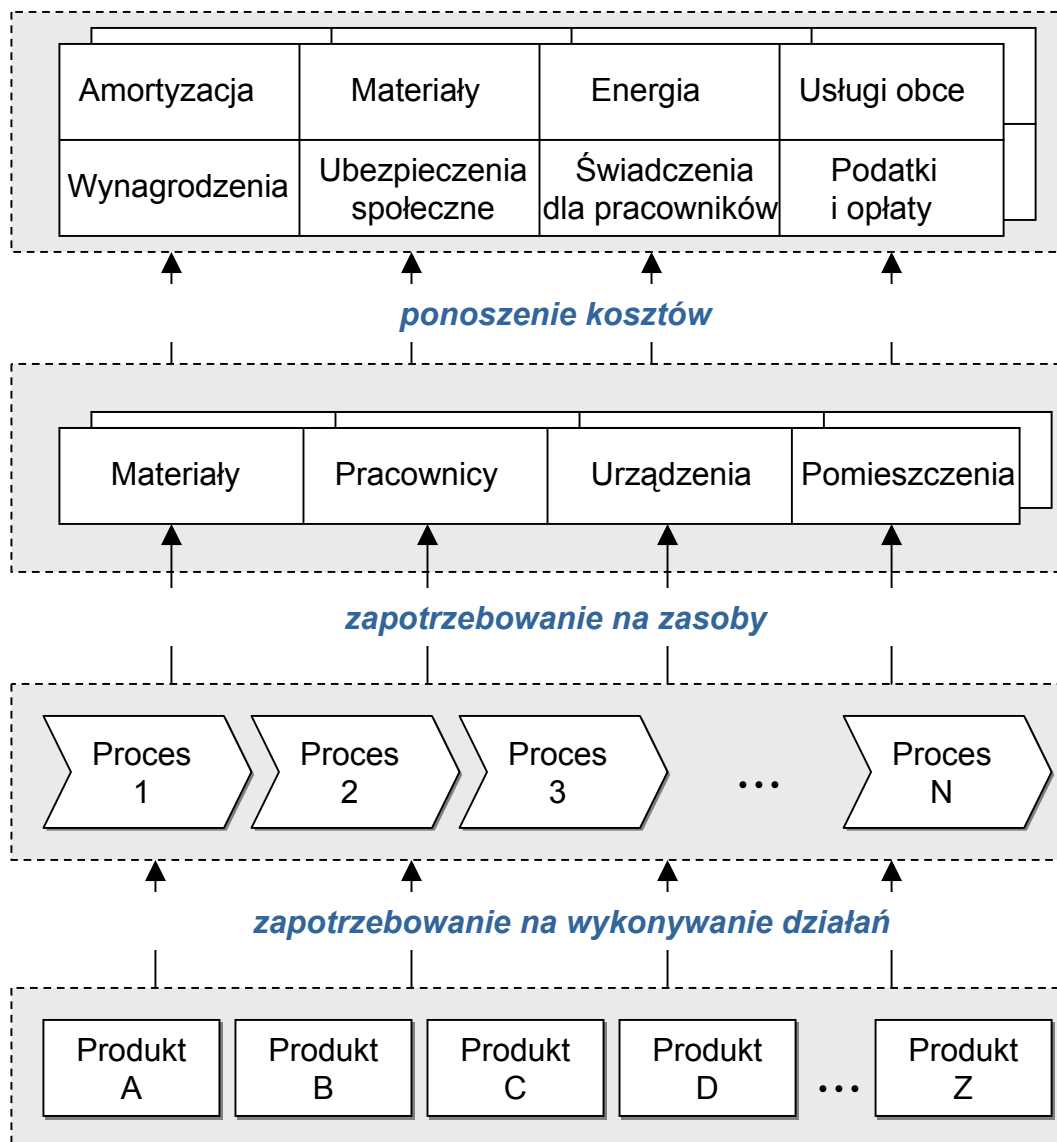 Amortyzacja
Materiały
Energia
Usługi obce
Wynagrodzenia
Ubezpieczenia
społeczne
Świadczenia
dla pracowników
Podatki
i opłaty
ponoszenie kosztów
Materiały
Pracownicy
Urządzenia
Pomieszczenia
zapotrzebowanie na zasoby
Proces
1
Proces
2
Proces
3
...
Proces
N
zapotrzebowanie na wykonywanie działań
Produkt
A
Produkt
B
Produkt
C
Produkt
D
...
Produkt
Z